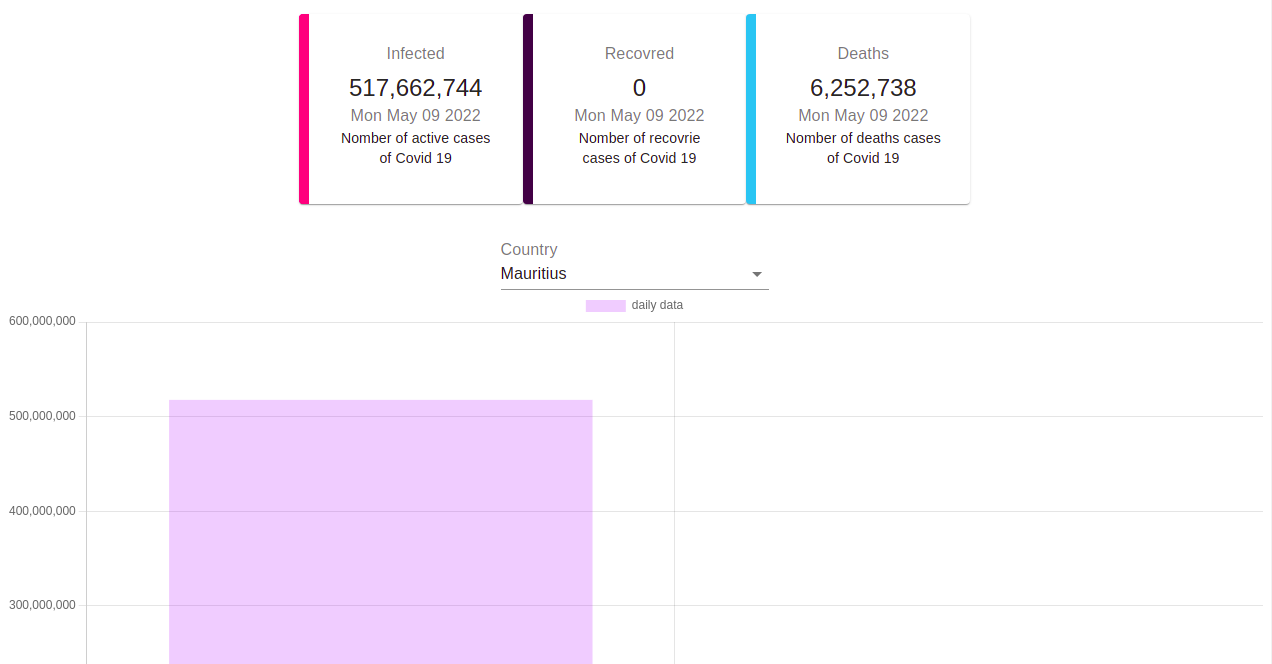 Infected
517,662,744
Mon May 09 2022
Nomber of active cases
of Covid 19
Recovred
0
Mon May 09 2022
Nomber of recovrie
cases of Covid 19
Deaths
6,252,738
Mon May 09 2022
Nomber of deaths cases
of Covid 19
Country
Mauritius
daily data
600,000,000
500,000,000
400,000,000
300,000,000